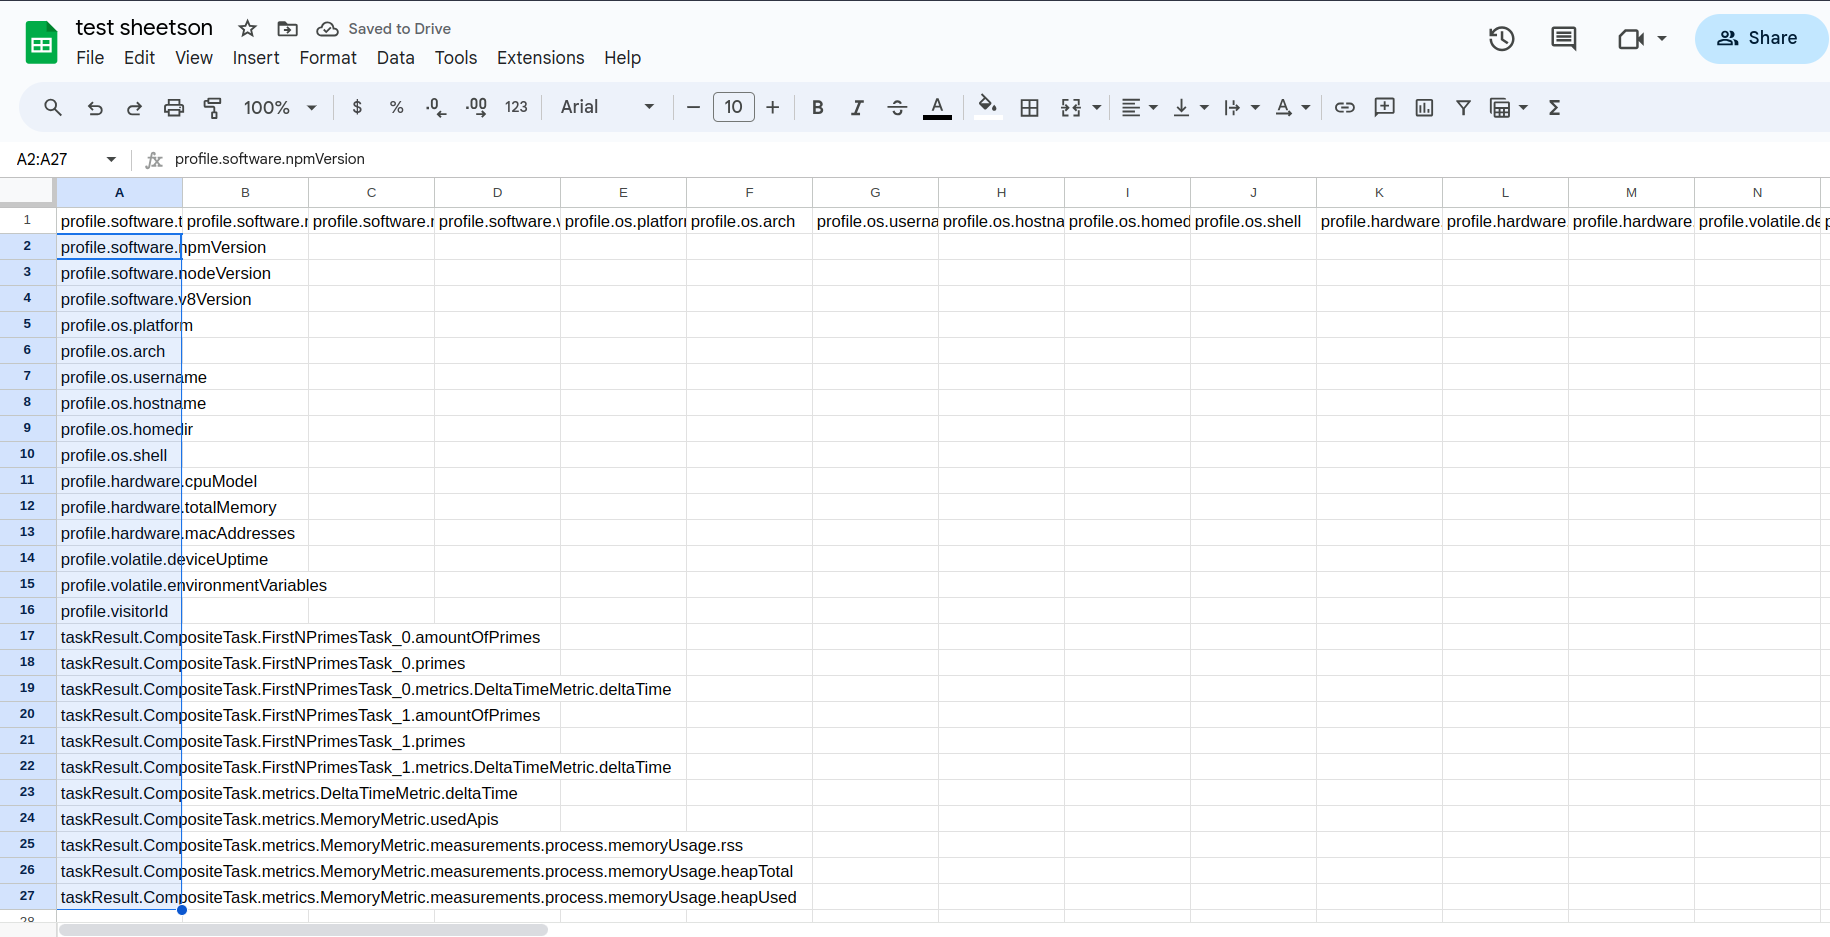 test sheetson Saved to Drive
File Edit View Insert Format Data Tools Extensions Help
Share
100% $ % .0 .00 123 Arial 10 B I A
A2:A27 fx profile.software.npmVersion
A B C D E F G H I J K L M N
1 profile.software.t profile.software.r profile.software.r profile.software.v profile.os.platforr profile.os.arch profile.os.userna profile.os.hostna profile.os.homed profile.os.shell profile.hardware. profile.hardware. profile.hardware. profile.volatile.de p
2 profile.software.npmVersion
3 profile.software.nodeVersion
4 profile.software.v8Version
5 profile.os.platform
6 profile.os.arch
7 profile.os.username
8 profile.os.hostname
9 profile.os.homedir
10 profile.os.shell
11 profile.hardware.cpuModel
12 profile.hardware.totalMemory
13 profile.hardware.macAddresses
14 profile.volatile.deviceUptime
15 profile.volatile.environmentVariables
16 profile.visitorId
17 taskResult.CompositeTask.FirstNPrimesTask_0.amountOfPrimes
18 taskResult.CompositeTask.FirstNPrimesTask_0.primes
19 taskResult.CompositeTask.FirstNPrimesTask_0.metrics.DeltaTimeMetric.deltaTime
20 taskResult.CompositeTask.FirstNPrimesTask_1.amountOfPrimes
21 taskResult.CompositeTask.FirstNPrimesTask_1.primes
22 taskResult.CompositeTask.FirstNPrimesTask_1.metrics.DeltaTimeMetric.deltaTime
23 taskResult.CompositeTask.metrics.DeltaTimeMetric.deltaTime
24 taskResult.CompositeTask.metrics.MemoryMetric.usedApis
25 taskResult.CompositeTask.metrics.MemoryMetric.measurements.process.memoryUsage.rss
26 taskResult.CompositeTask.metrics.MemoryMetric.measurements.process.memoryUsage.heapTotal
27 taskResult.CompositeTask.metrics.MemoryMetric.measurements.process.memoryUsage.heapUsed
28